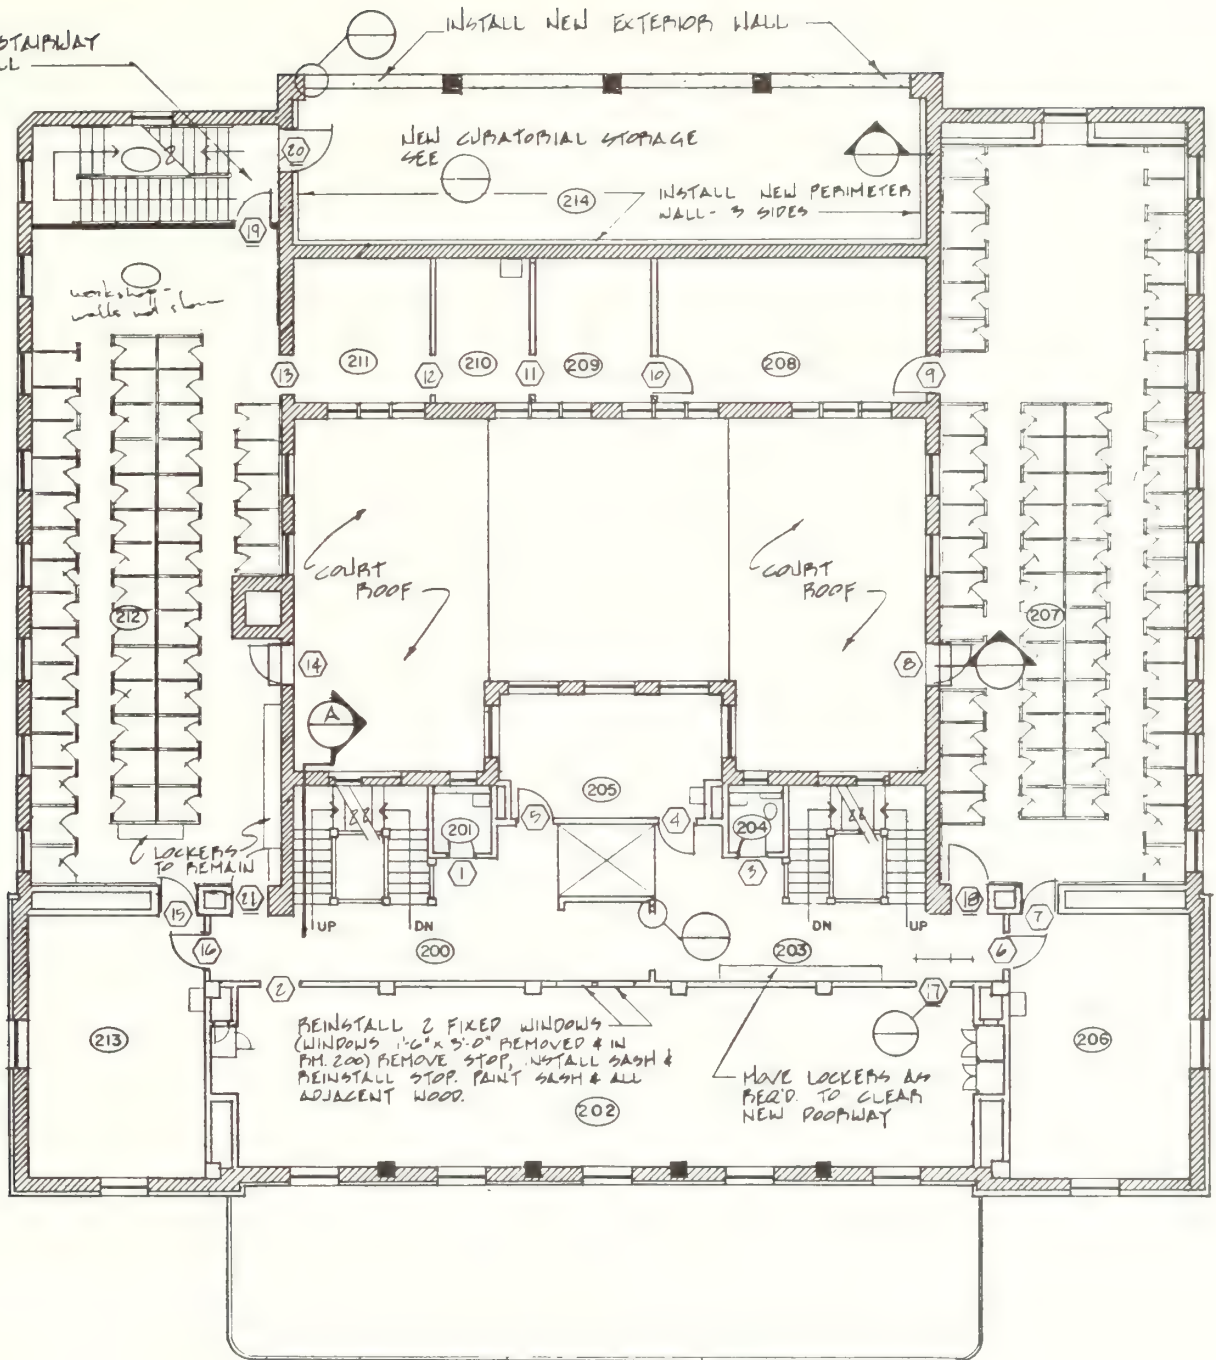 INSTALL NEW EXTERIOR WALL
STAIRWAY
NEW CURATORIAL STORAGE
SEE
20
214
INSTALL NEW PERIMETER
WALL - 3 SIDES
19
workshop -
walls not shown
211
210
209
208
13
12
11
10
9
COURT
ROOF
COURT
ROOF
212
207
14
8
A
205
5
4
201
204
1
3
LOCKERS
TO REMAIN
21
18
15
7
UP
DN
DN
UP
16
200
203
6
2
17
213
206
REINSTALL 2 FIXED WINDOWS
(WINDOWS 1'-6" x 3'-0" REMOVED & IN
RM. 200) REMOVE STOP, INSTALL SASH &
REINSTALL STOP. PAINT SASH & ALL
ADJACENT WOOD.
MOVE LOCKERS AS
REQ'D. TO CLEAR
NEW DOORWAY
202